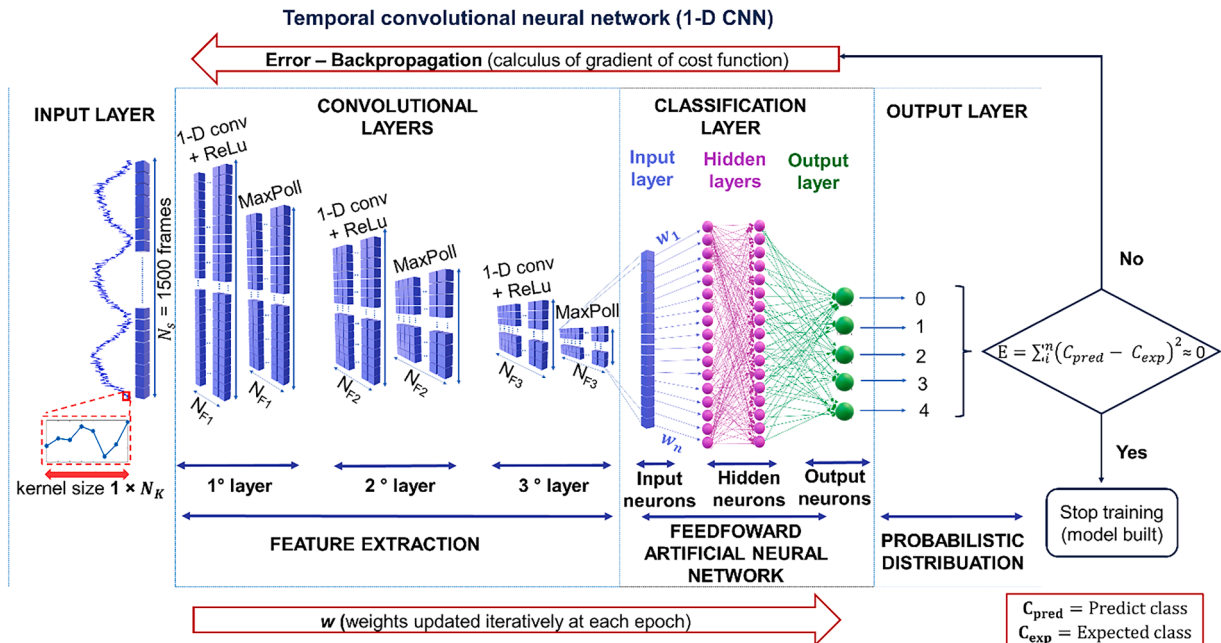 Temporal convolutional neural network (1-D CNN)
Error – Backpropagation (calculus of gradient of cost function)
INPUT LAYER
CONVOLUTIONAL
LAYERS
CLASSIFICATION
LAYER
OUTPUT LAYER
N_s = 1500 frames
1-D conv
+ ReLu
MaxPoll
1-D conv
+ ReLu
MaxPoll
1-D conv
+ ReLu
MaxPoll
N_F1
N_F1
N_F2
N_F2
N_F3
N_F3
Input
layer
Hidden
layers
Output
layer
w_1
w_n
0
1
2
3
4
No
E = ∑_i^n(C_pred − C_exp)^2 ≈ 0
Yes
Stop training
(model built)
kernel size 1 × N_K
1° layer
2 ° layer
3 ° layer
Input
neurons
Hidden
neurons
Output
neurons
FEATURE EXTRACTION
FEEDFOWARD
ARTIFICIAL NEURAL
NETWORK
PROBABILISTIC
DISTRIBUATION
w (weights updated iteratively at each epoch)
C_pred = Predict class
C_exp = Expected class